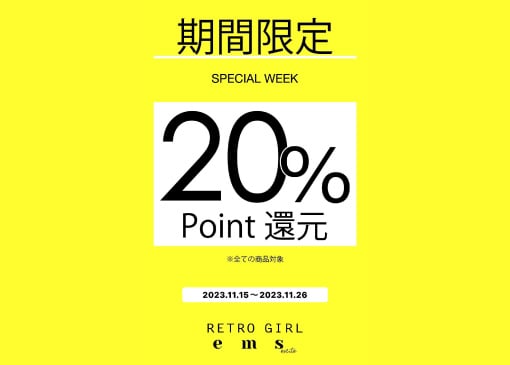 期間限定
SPECIAL WEEK
20%
Point 還元
※全ての商品対象
2023.11.15～2023.11.26
RETRO GIRL
e m s